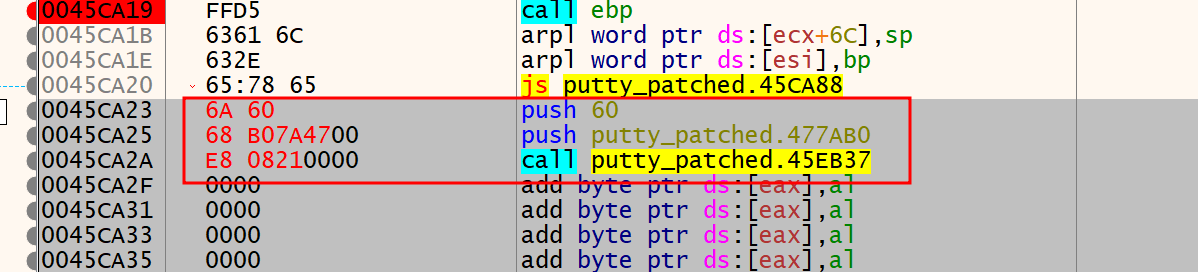 0045CA19 FFD5 call ebp
0045CA1B 6361 6C arpl word ptr ds:[ecx+6C],sp
0045CA1E 632E arpl word ptr ds:[esi],bp
0045CA20 65:78 65 js putty_patched.45CA88
0045CA23 6A 60 push 60
0045CA25 68 B07A4700 push putty_patched.477AB0
0045CA2A E8 08210000 call putty_patched.45EB37
0045CA2F 0000 add byte ptr ds:[eax],al
0045CA31 0000 add byte ptr ds:[eax],al
0045CA33 0000 add byte ptr ds:[eax],al
0045CA35 0000 add byte ptr ds:[eax],al